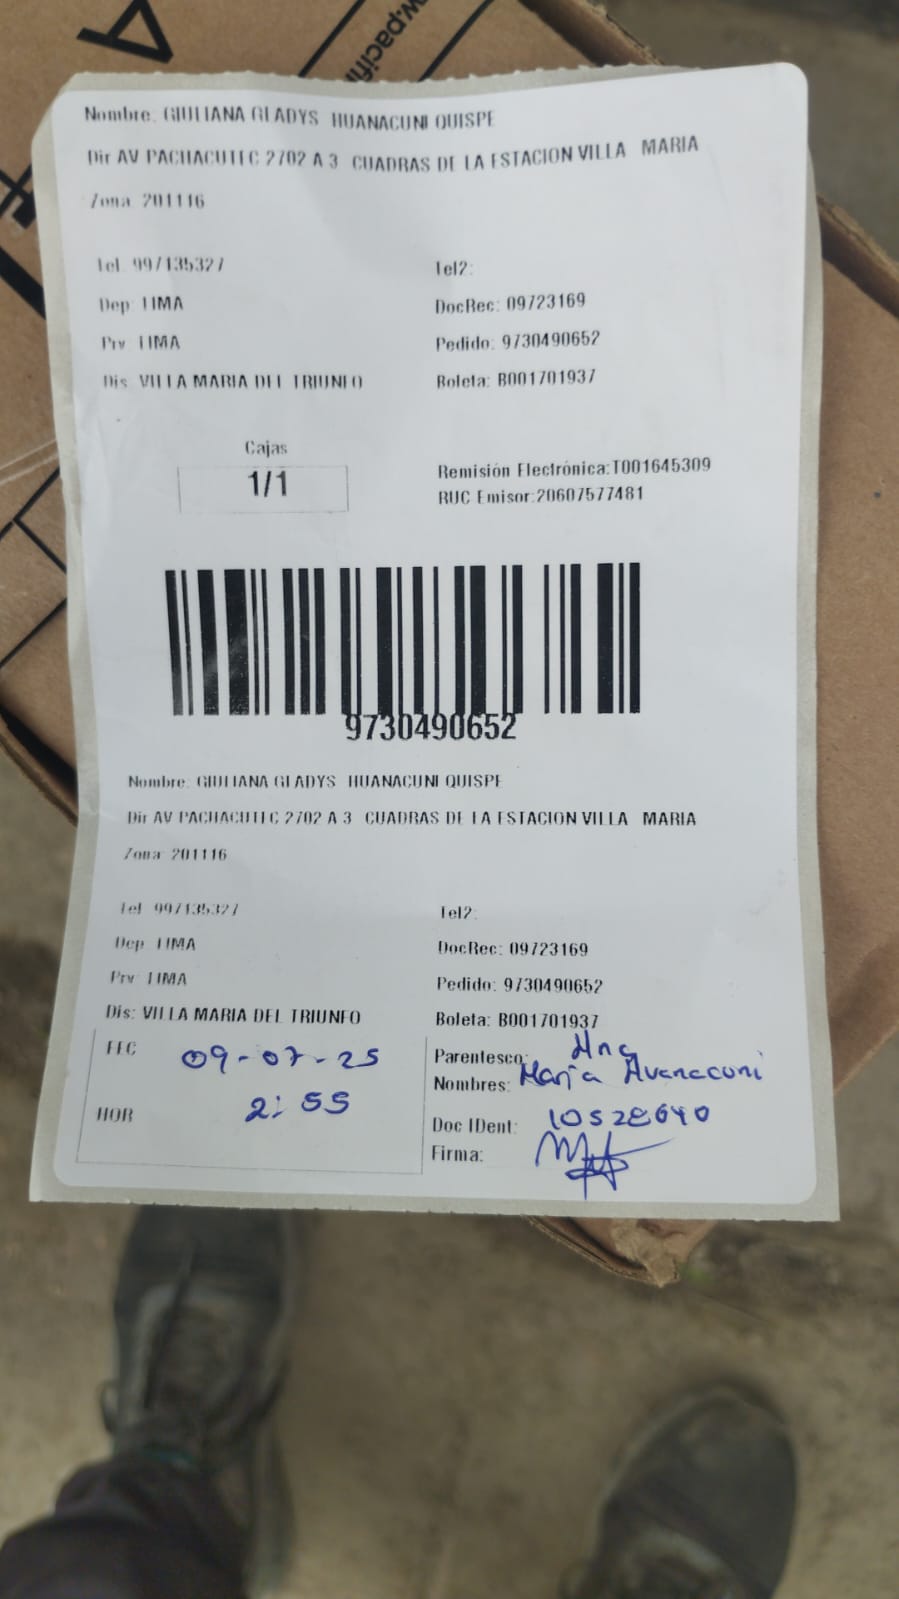 w.pacifi
Nombre: GIULIANA GLADYS HUANACUNI QUISPE
Dir AV PACHACUTEC 2702 A 3 CUADRAS DE LA ESTACION VILLA MARIA
Zona 201116
Tel. 997135327 Tel2:
Dep LIMA DocRec: 09723169
Prv LIMA Pedido: 9730490652
Dis VILLA MARIA DEL TRIUNFO Boleta: B001701937
Cajas
1/1
Remisión Electrónica:T001645309
RUC Emisor:20607577481
9730490652
Nombre: GIULIANA GLADYS HUANACUNI QUISPE
Dir AV PACHACUTEC 2702 A 3 CUADRAS DE LA ESTACION VILLA MARIA
Zona 201116
Tel 997135327 Tel2:
Dep LIMA DocRec: 09723169
Prv LIMA Pedido: 9730490652
Dis: VILLA MARIA DEL TRIUNFO Boleta: B001701937
FEC 09-07-25 Parentesco: Hna
Nombres: Maria Avanacuni
HOR 2:55 Doc IDent: 10528640
Firma: